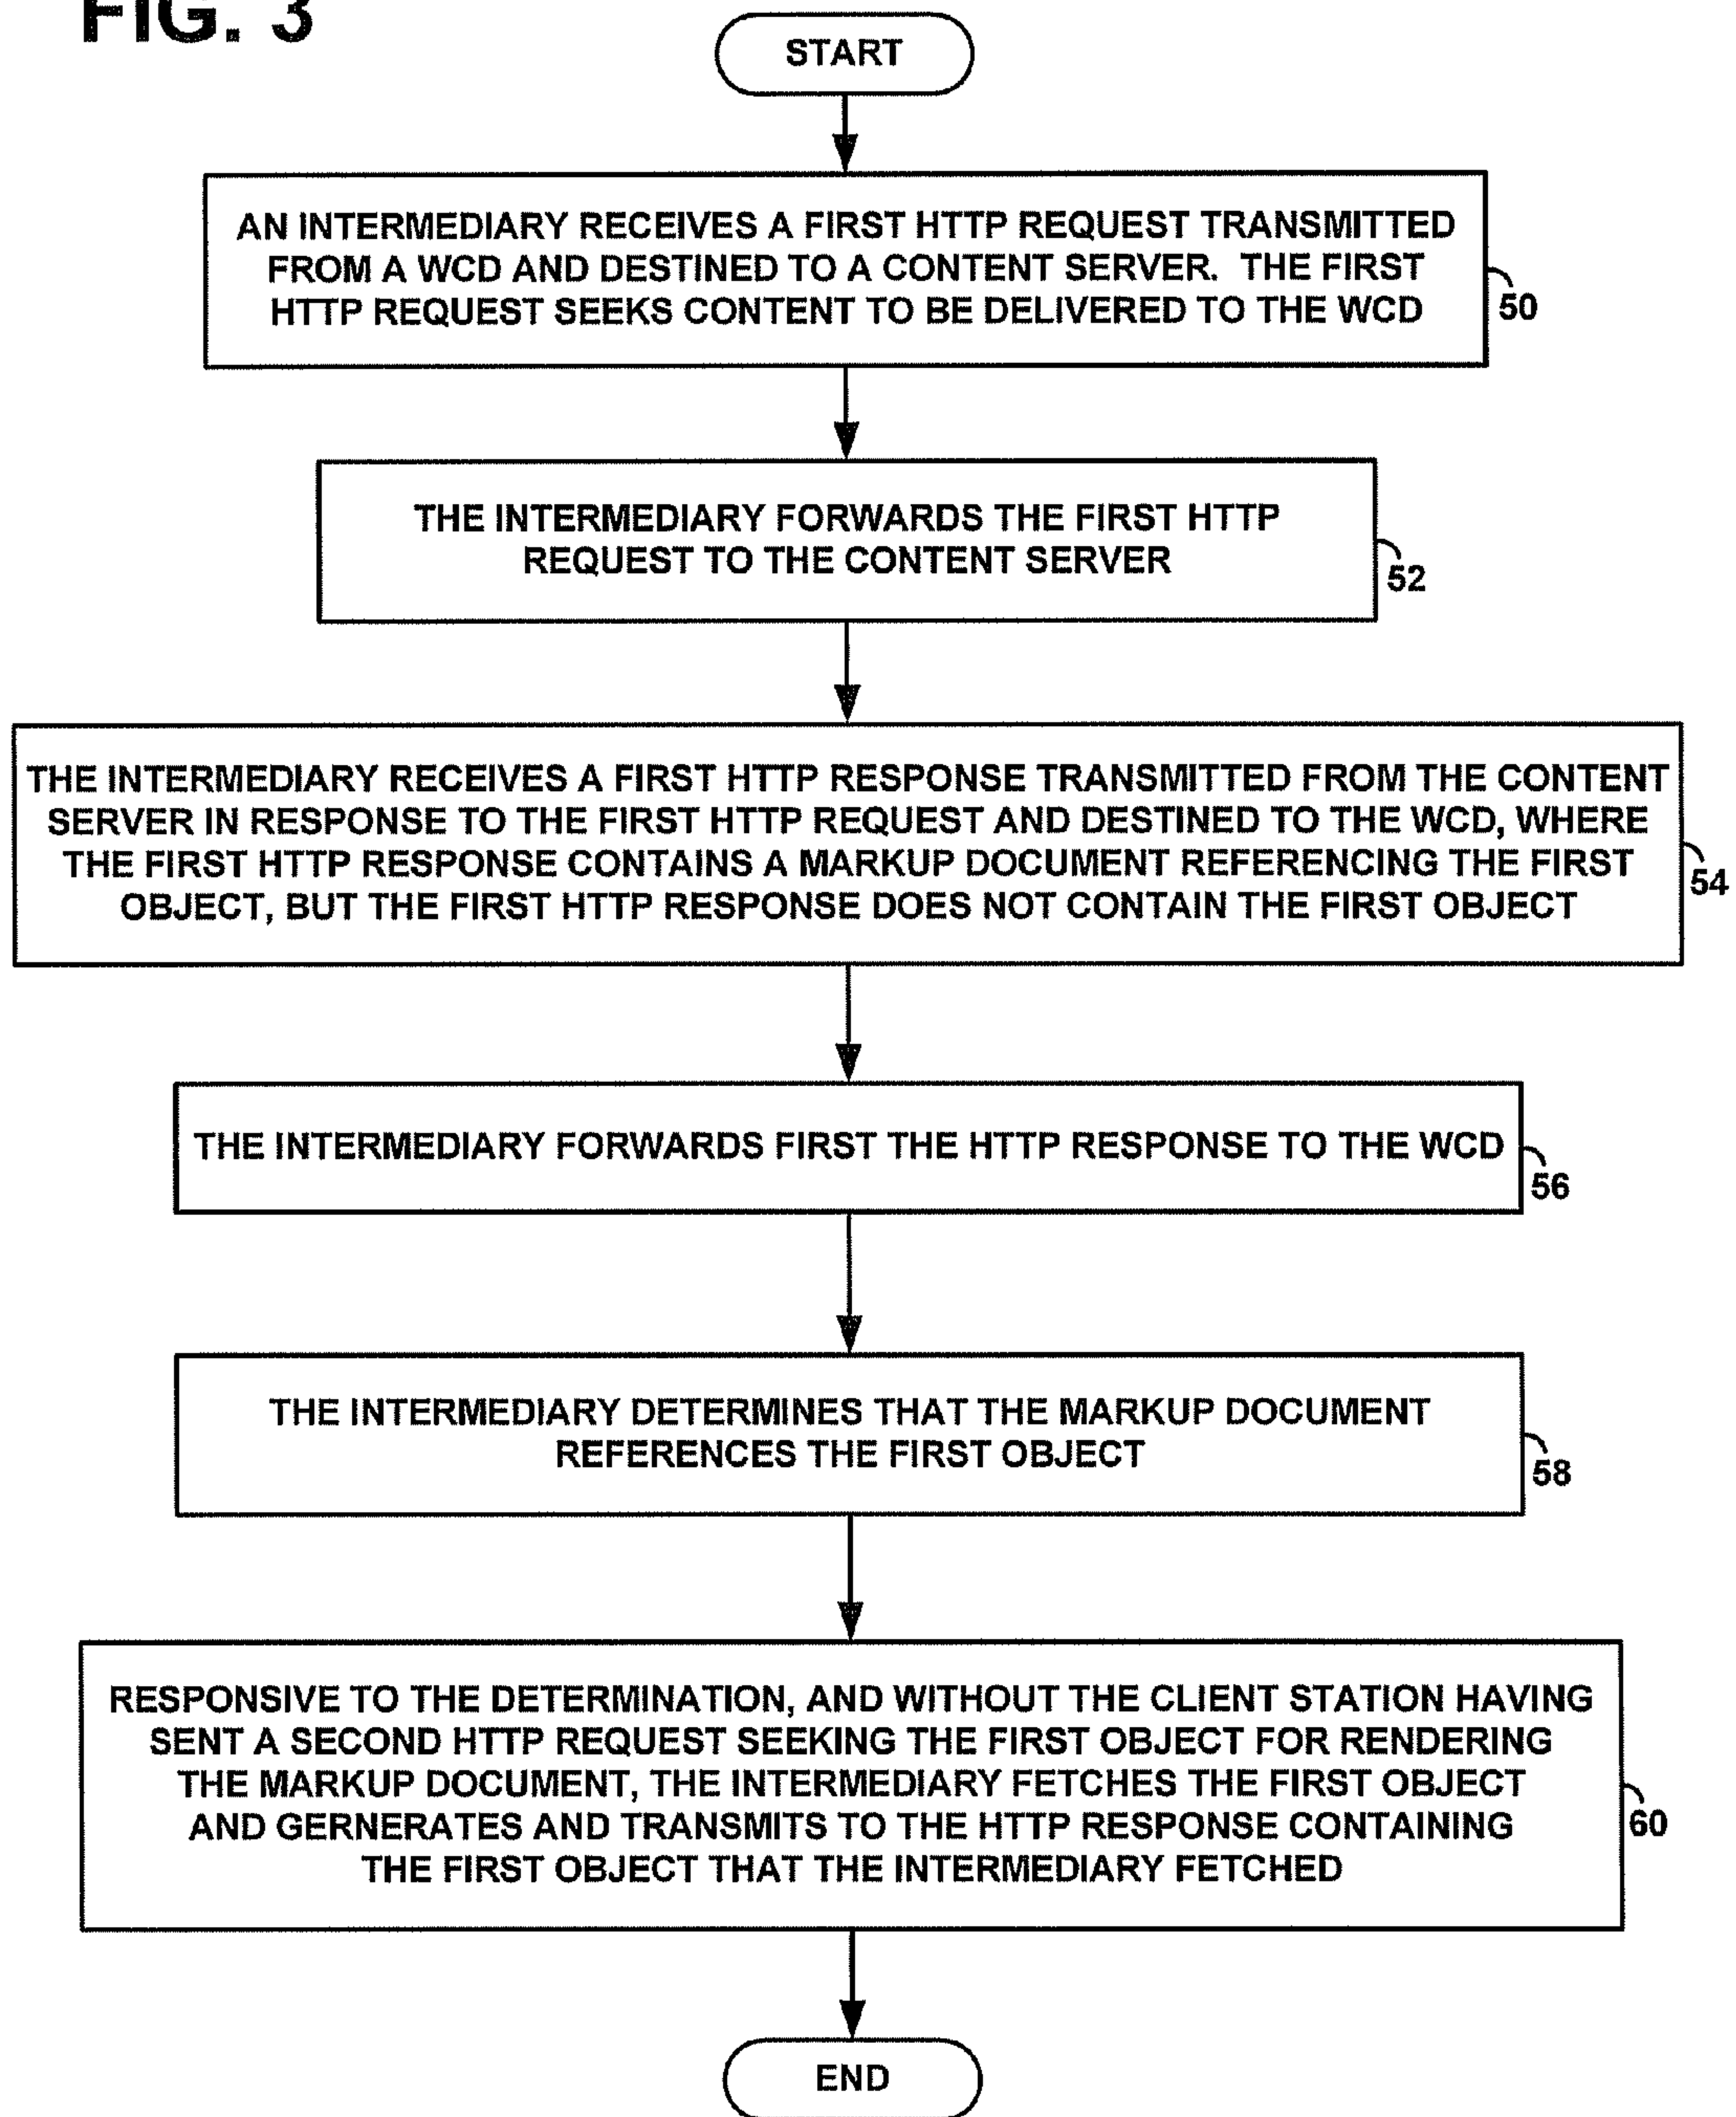 FIG. 3
START
AN INTERMEDIARY RECEIVES A FIRST HTTP REQUEST TRANSMITTED
FROM A WCD AND DESTINED TO A CONTENT SERVER. THE FIRST
HTTP REQUEST SEEKS CONTENT TO BE DELIVERED TO THE WCD
50
THE INTERMEDIARY FORWARDS THE FIRST HTTP
REQUEST TO THE CONTENT SERVER
52
THE INTERMEDIARY RECEIVES A FIRST HTTP RESPONSE TRANSMITTED FROM THE CONTENT
SERVER IN RESPONSE TO THE FIRST HTTP REQUEST AND DESTINED TO THE WCD, WHERE
THE FIRST HTTP RESPONSE CONTAINS A MARKUP DOCUMENT REFERENCING THE FIRST
OBJECT, BUT THE FIRST HTTP RESPONSE DOES NOT CONTAIN THE FIRST OBJECT
54
THE INTERMEDIARY FORWARDS FIRST THE HTTP RESPONSE TO THE WCD
56
THE INTERMEDIARY DETERMINES THAT THE MARKUP DOCUMENT
REFERENCES THE FIRST OBJECT
58
RESPONSIVE TO THE DETERMINATION, AND WITHOUT THE CLIENT STATION HAVING
SENT A SECOND HTTP REQUEST SEEKING THE FIRST OBJECT FOR RENDERING
THE MARKUP DOCUMENT, THE INTERMEDIARY FETCHES THE FIRST OBJECT
AND GERNERATES AND TRANSMITS TO THE HTTP RESPONSE CONTAINING
THE FIRST OBJECT THAT THE INTERMEDIARY FETCHED
60
END